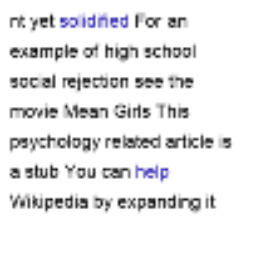 nt yet solidified For an
example of high school
social rejection see the
movie Mean Girls This
psychology related article is
a stub You can help
Wikipedia by expanding it